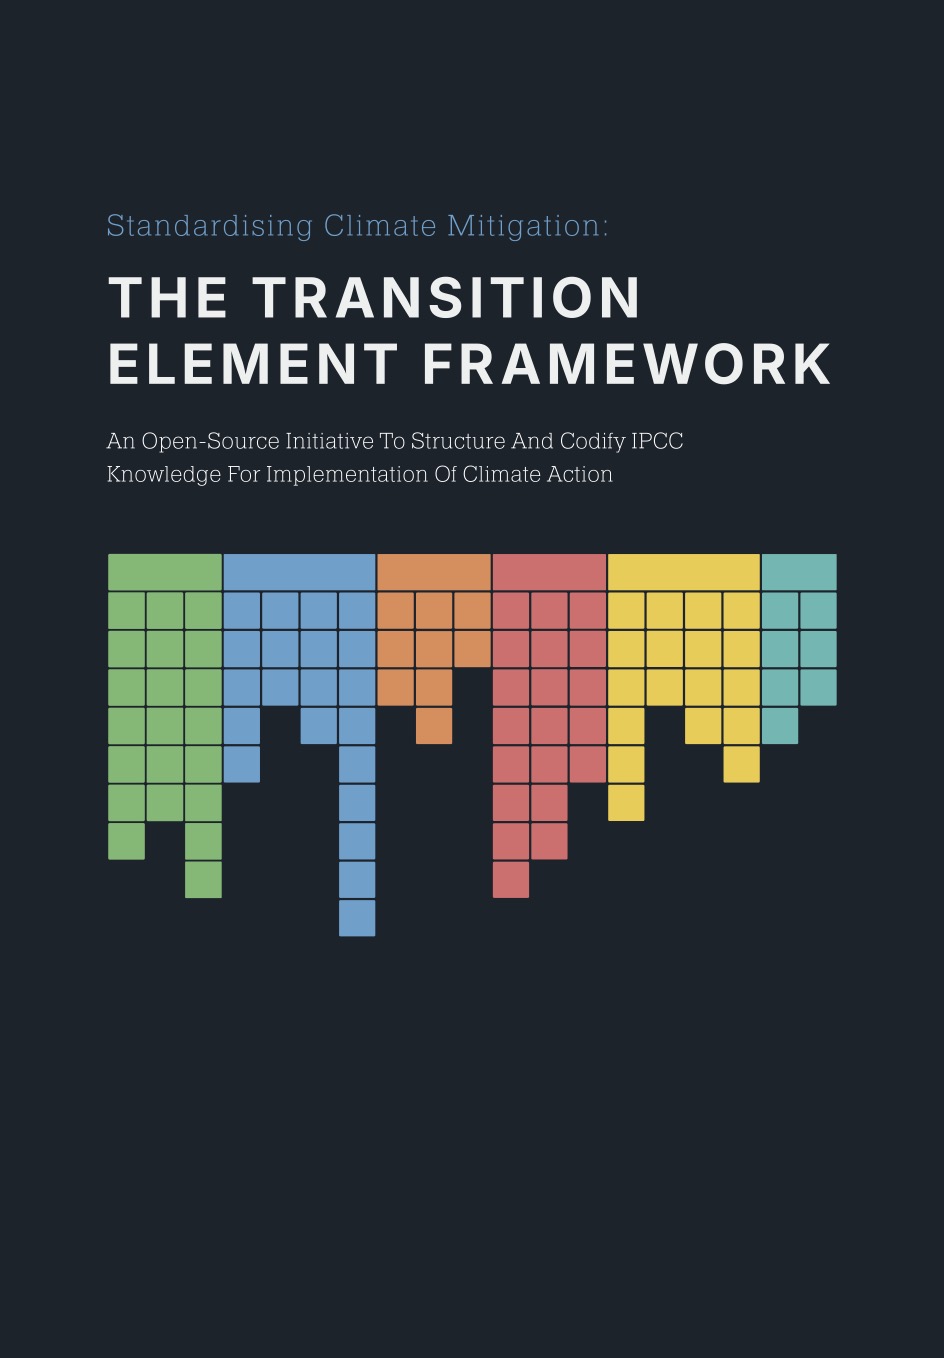 Standardising Climate Mitigation:
THE TRANSITION
ELEMENT FRAMEWORK
An Open-Source Initiative To Structure And Codify IPCC
Knowledge For Implementation Of Climate Action